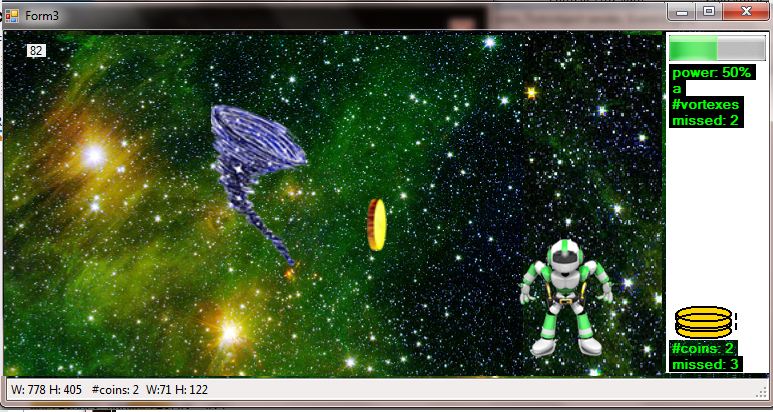 Form3
82
power: 50%
a
#vortexes
missed: 2
#coins: 2
missed: 3
W: 778 H: 405 #coins: 2 W:71 H: 122